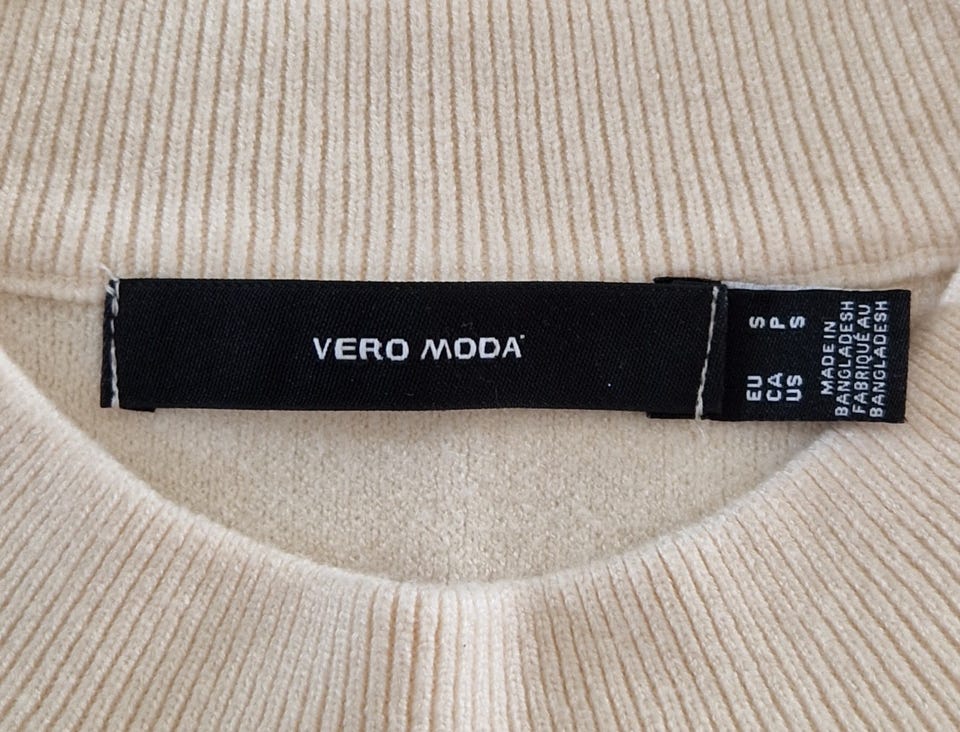 VERO MODA
EU S
CA P
US S
MADE IN
BANGLADESH
FABRIQUÉ AU
BANGLADESH